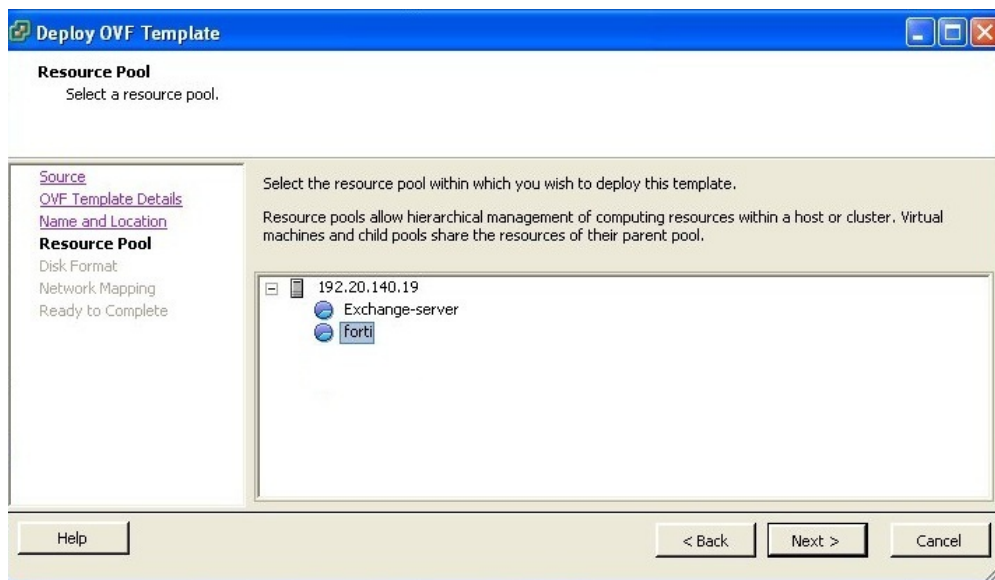 Deploy OVF Template
Resource Pool
Select a resource pool.
Source
OVF Template Details
Name and Location
Resource Pool
Disk Format
Network Mapping
Ready to Complete
Select the resource pool within which you wish to deploy this template.
Resource pools allow hierarchical management of computing resources within a host or cluster. Virtual
machines and child pools share the resources of their parent pool.
192.20.140.19
Exchange-server
forti
Help
< Back
Next >
Cancel